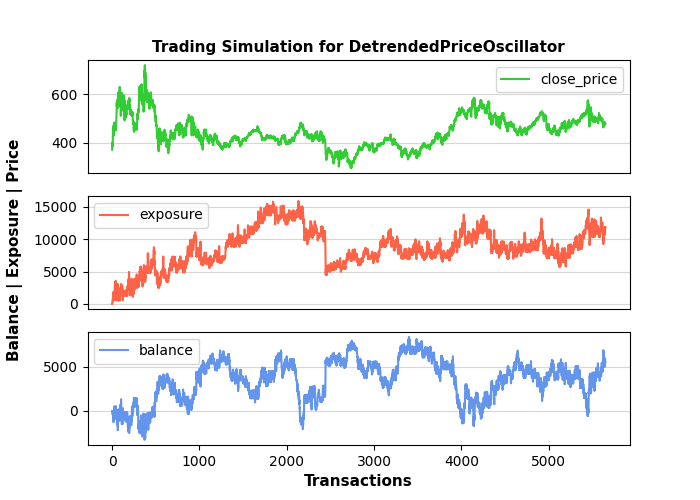 Trading Simulation for DetrendedPriceOscillator
Balance | Exposure | Price
600
400
close_price
15000
10000
5000
0
exposure
5000
0
balance
0
1000
2000
3000
4000
5000
Transactions